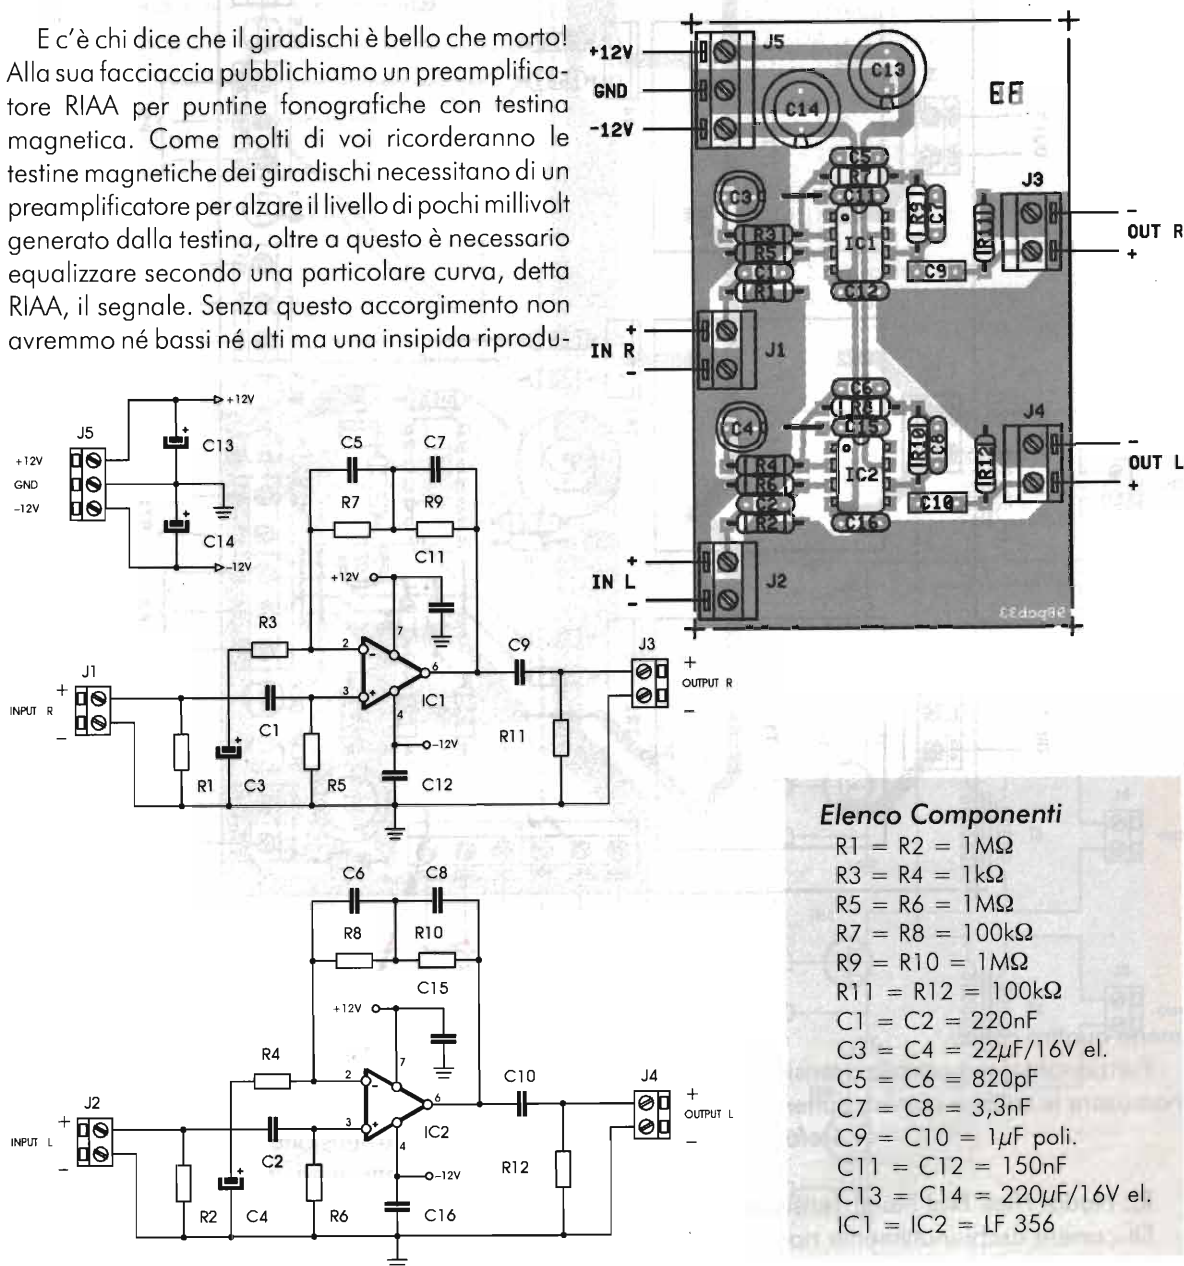 E c'è chi dice che il giradischi è bello che morto!
Alla sua facciaccia pubblichiamo un preamplifica-
tore RIAA per puntine fonografiche con testina
magnetica. Come molti di voi ricorderanno le
testine magnetiche dei giradischi necessitano di un
preamplificatore per alzare il livello di pochi millivolt
generato dalla testina, oltre a questo è necessario
equalizzare secondo una particolare curva, detta
RIAA, il segnale. Senza questo accorgimento non
avremmo né bassi né alti ma una insipida riprodu-
+12V
GND
-12V
J5
C13
C14
EF
C5
R7
C11
C3
R3
R5
C1
R1
IC1
R9
C7
R11
J3
C9
C12
-
OUT R
+
+
IN R
-
J1
C6
R8
C15
C4
R4
R6
C2
R2
IC2
R10
C8
R12
J4
C10
C16
-
OUT L
+
+
IN L
-
J2
98pcb33
J5
+12V
GND
-12V
+12V
C13
C14
-12V
C5
C7
R7
R9
C11
+12V
R3
2
-
7
3
+
6
4
IC1
C9
J3
+
OUTPUT R
-
J1
+
INPUT R
-
C1
R1
C3
R5
-12V
C12
R11
C6
C8
R8
R10
C15
+12V
R4
2
-
7
3
+
6
4
IC2
C10
J4
+
OUTPUT L
-
J2
+
INPUT L
-
C2
R2
C4
R6
-12V
C16
R12
Elenco Componenti
R1 = R2 = 1MΩ
R3 = R4 = 1kΩ
R5 = R6 = 1MΩ
R7 = R8 = 100kΩ
R9 = R10 = 1MΩ
R11 = R12 = 100kΩ
C1 = C2 = 220nF
C3 = C4 = 22µF/16V el.
C5 = C6 = 820pF
C7 = C8 = 3,3nF
C9 = C10 = 1µF poli.
C11 = C12 = 150nF
C13 = C14 = 220µF/16V el.
IC1 = IC2 = LF 356